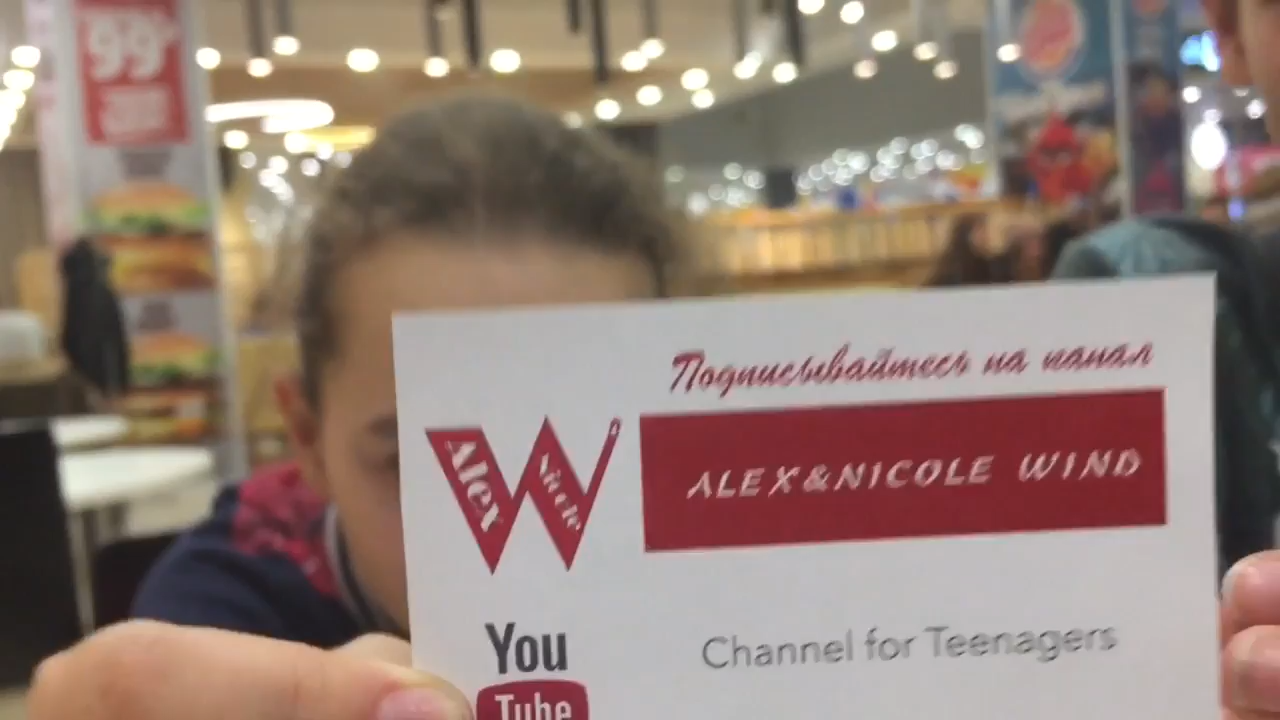 99
Подписывайтесь на канал
Alex
Nicole
ALEX&NICOLE WIND
You
Tube
Channel for Teenagers